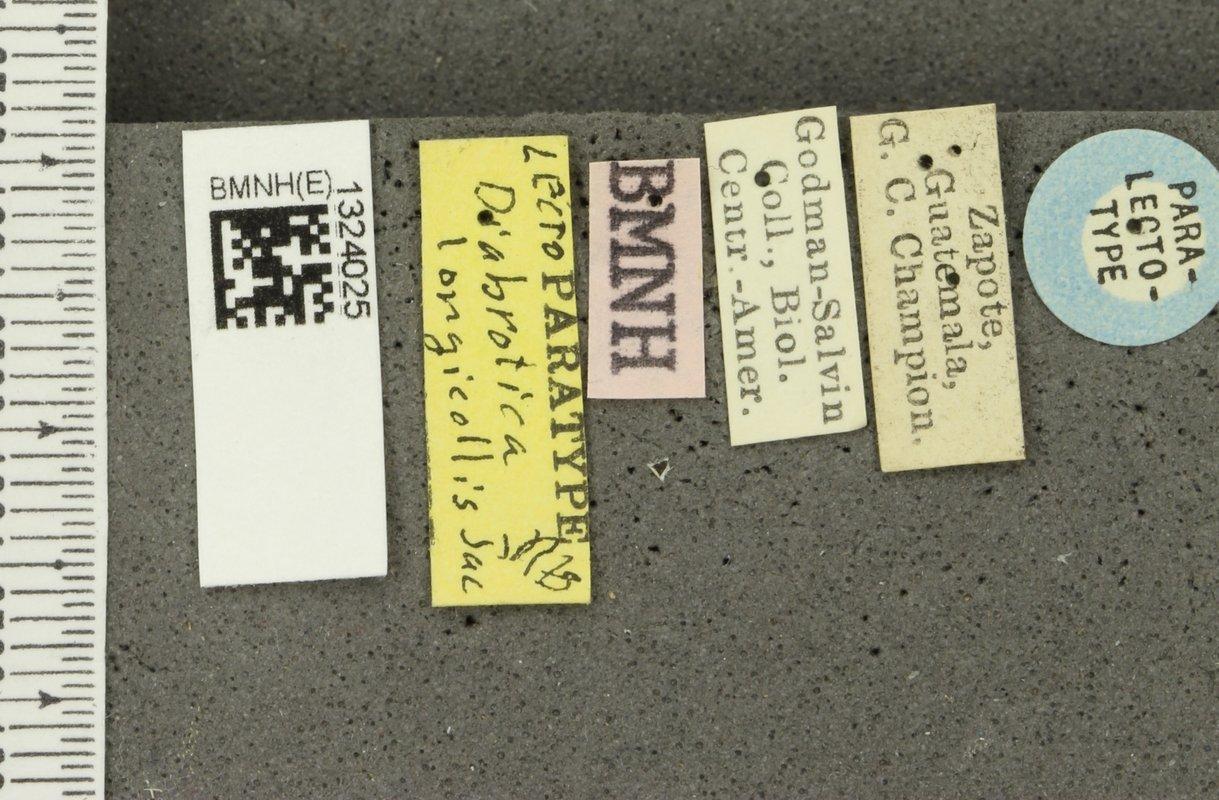 BMNH(E)
1324025
LECTO PARATYPE
Diabrotica
longicollis Jac
BMNH
Godman-Salvin
Coll., Biol.
Centr.-Amer.
Zapote,
Guatemala,
G. C. Champion.
PARA-
LECTO-
TYPE